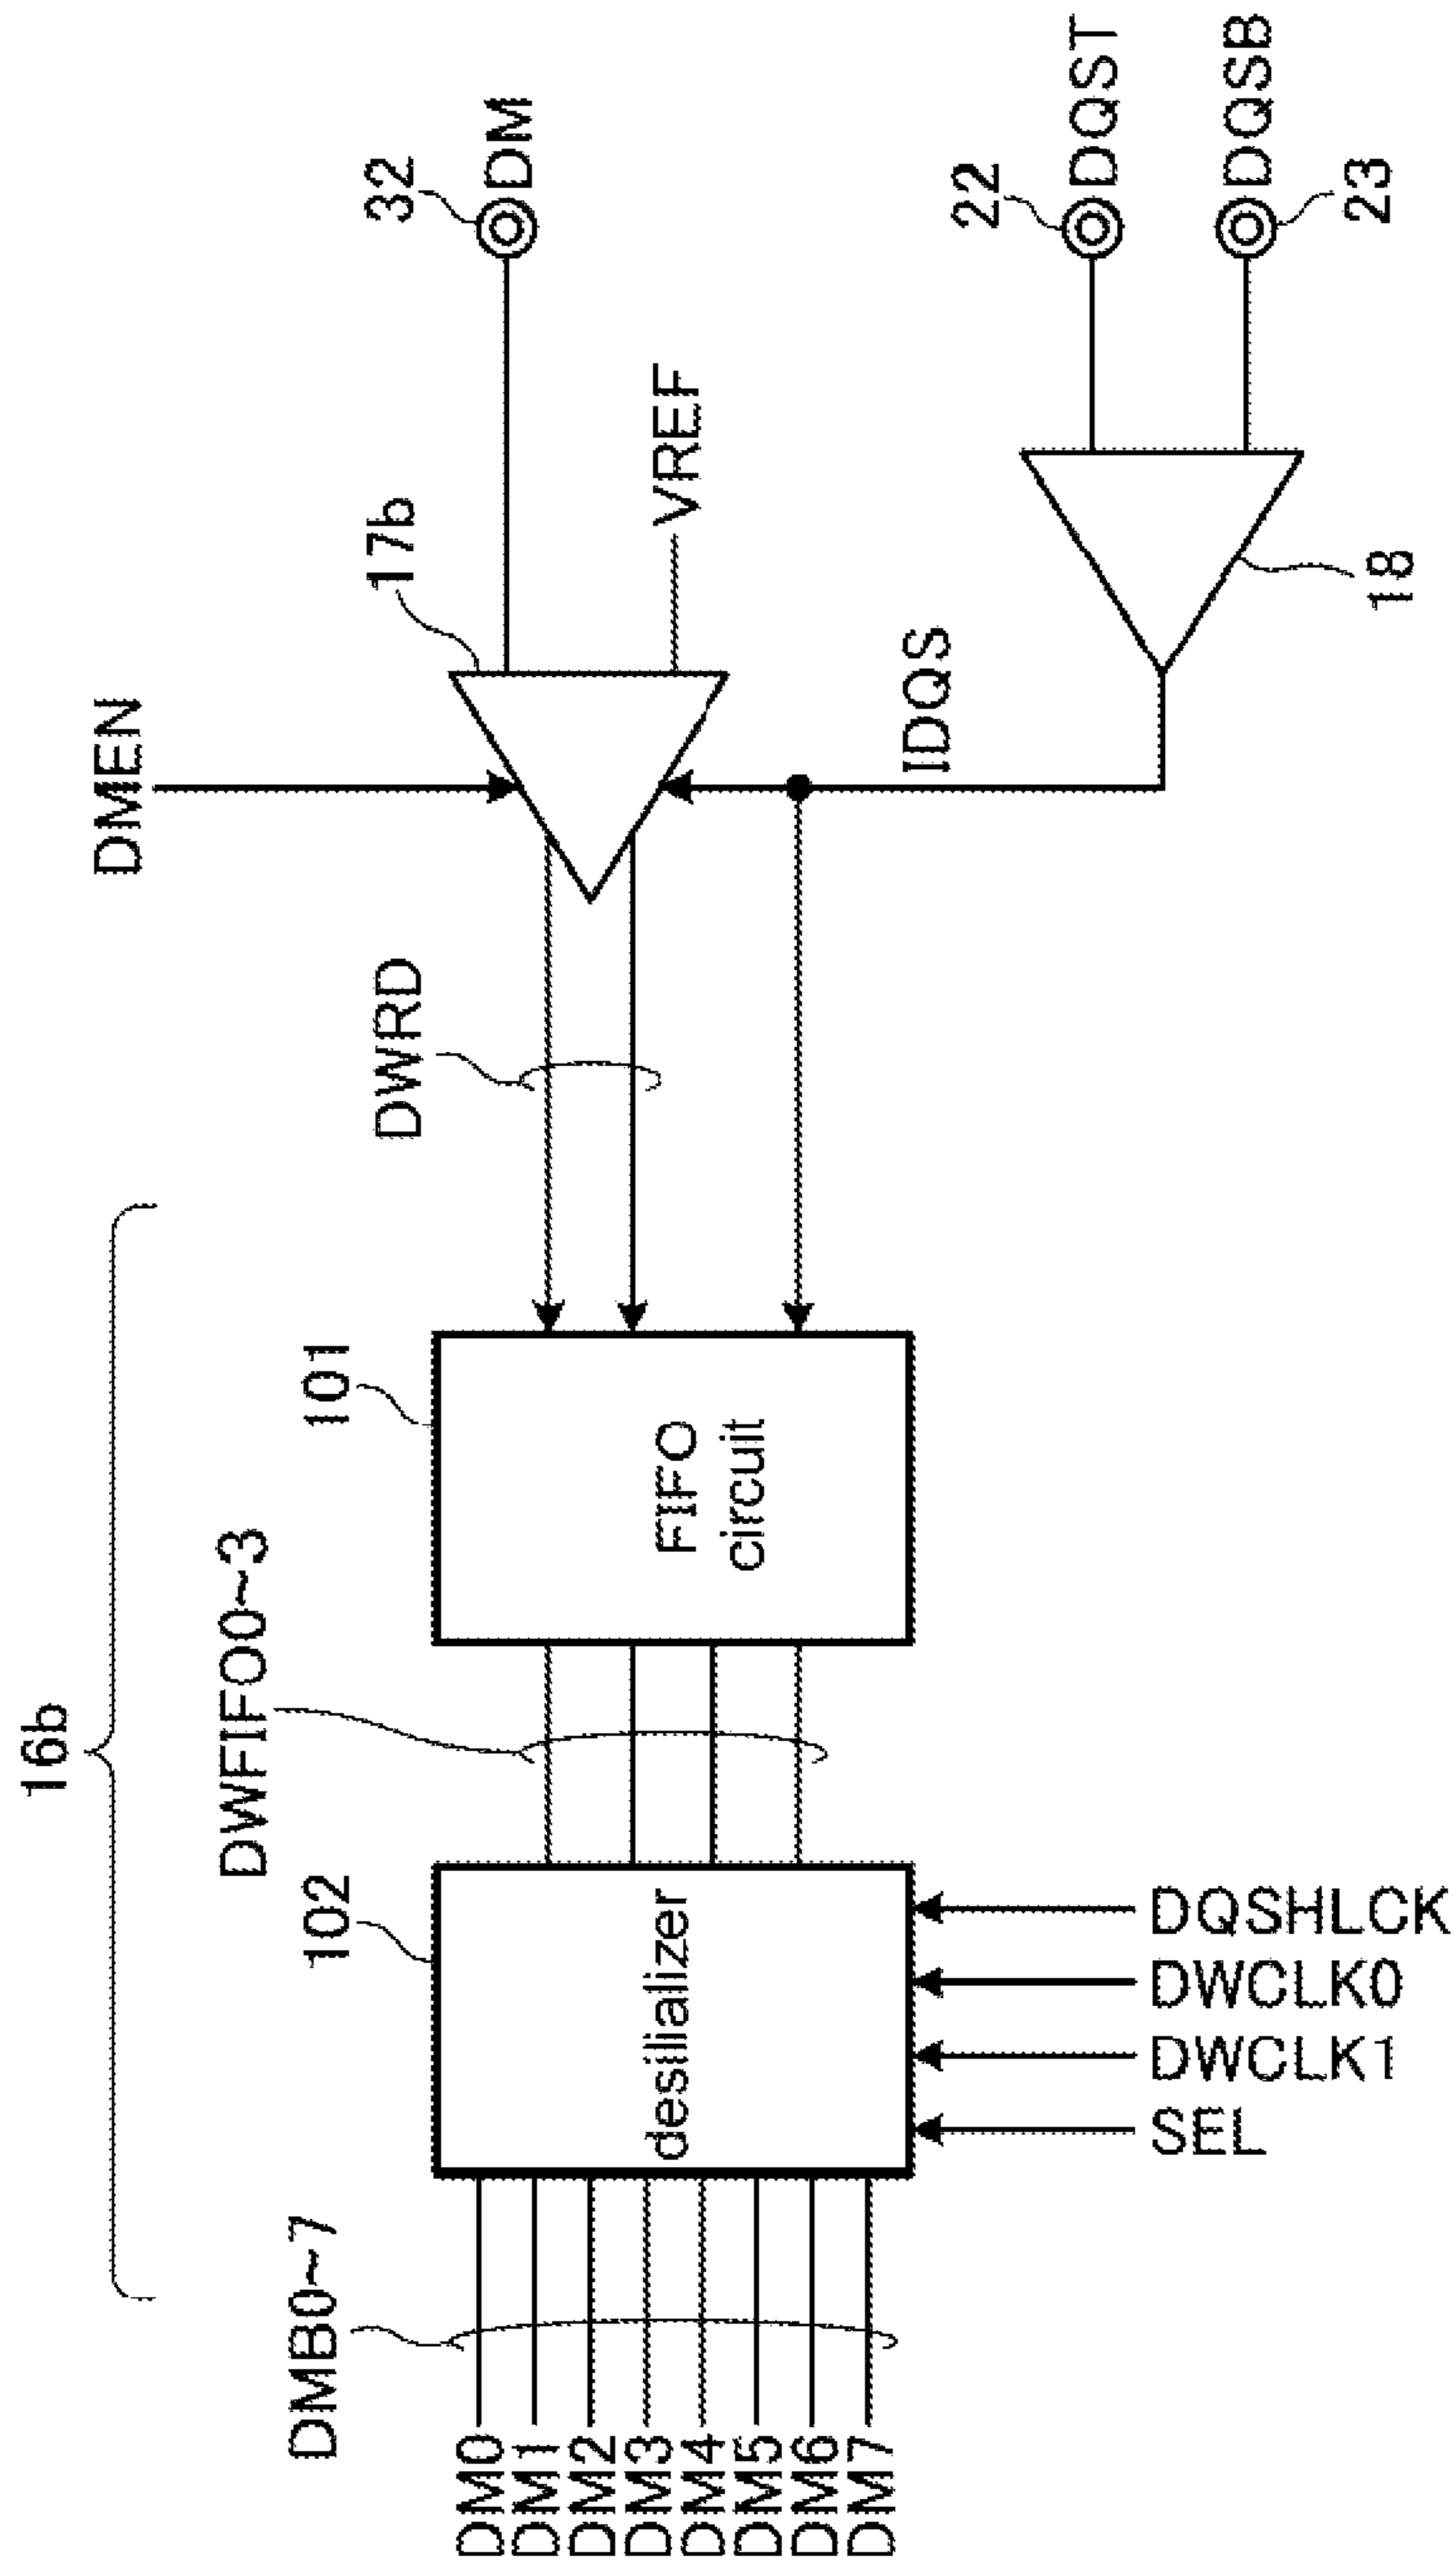 16b
DMB0~7
102
DWFIFO0~3
101
DWRD
DMEN
17b
32
DM
DM0
DM1
DM2
DM3
DM4
DM5
DM6
DM7
desilializer
FIFO
circuit
VREF
IDQS
22
DQST
DQSB
23
18
SEL
DWCLK1
DWCLK0
DQSHLCK